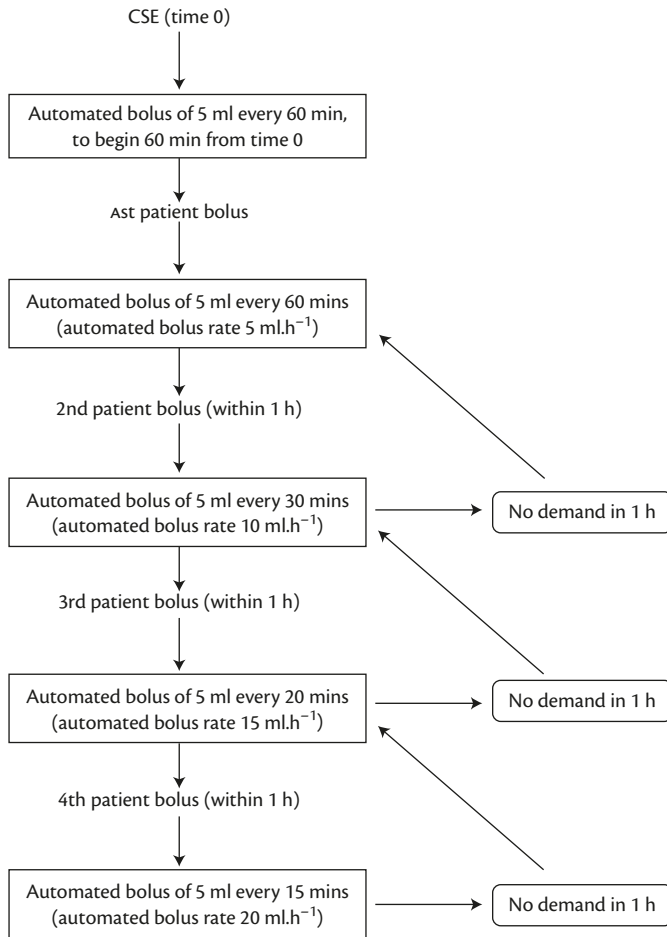 CSE (time 0)
Automated bolus of 5 ml every 60 min,
to begin 60 min from time 0
Ast patient bolus
Automated bolus of 5 ml every 60 mins
(automated bolus rate 5 ml.h⁻¹)
2nd patient bolus (within 1 h)
Automated bolus of 5 ml every 30 mins
(automated bolus rate 10 ml.h⁻¹)
No demand in 1 h
3rd patient bolus (within 1 h)
Automated bolus of 5 ml every 20 mins
(automated bolus rate 15 ml.h⁻¹)
No demand in 1 h
4th patient bolus (within 1 h)
Automated bolus of 5 ml every 15 mins
(automated bolus rate 20 ml.h⁻¹)
No demand in 1 h